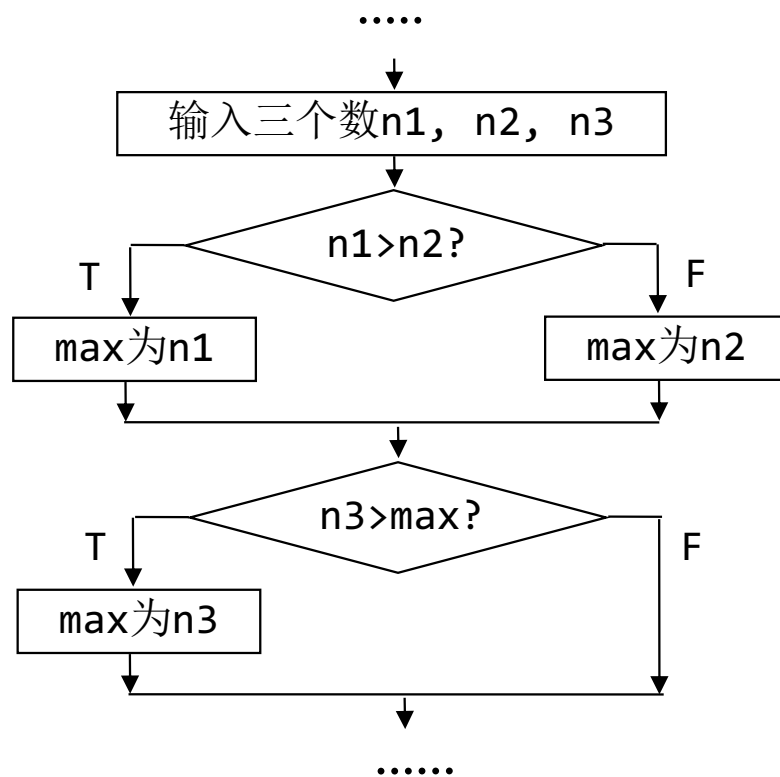 .....
输入三个数n1, n2, n3
n1>n2?
T
F
max为n1
max为n2
n3>max?
T
F
max为n3
......